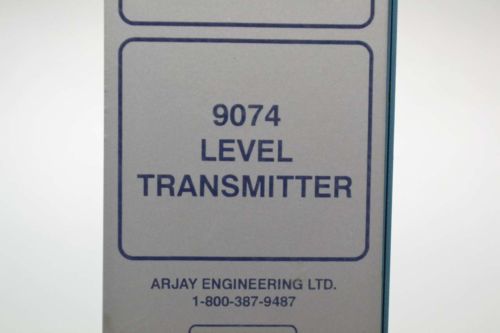 9074
LEVEL
TRANSMITTER
ARJAY ENGINEERING LTD.
1-800-387-9487